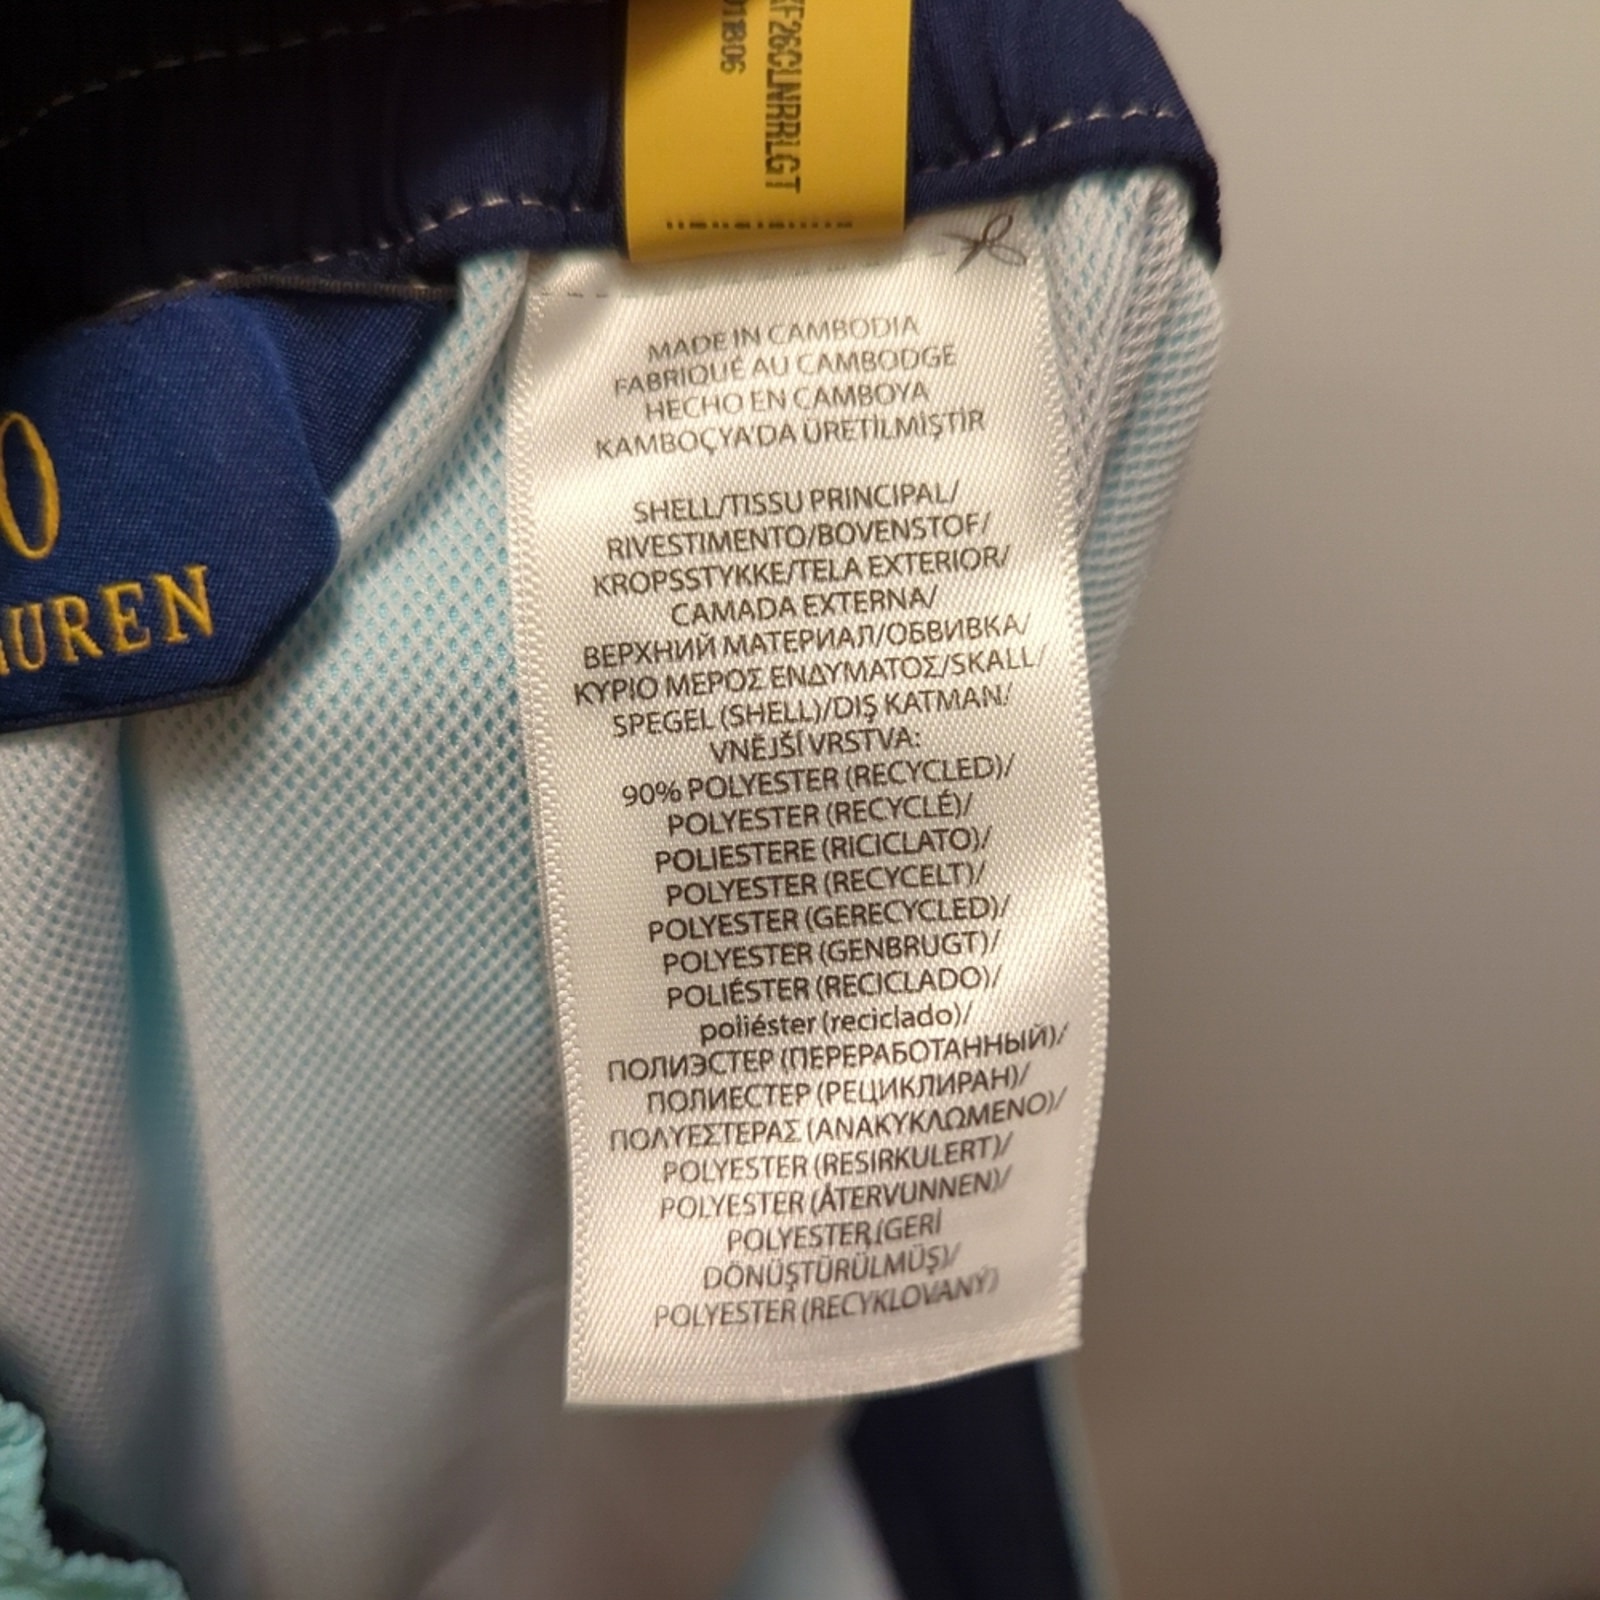 01806
F26CLNRRLGT
O
UREN
MADE IN CAMBODIA
FABRIQUÉ AU CAMBODGE
HECHO EN CAMBOYA
KAMBOÇYA'DA ÜRETİLMİŞTİR
SHELL/TISSU PRINCIPAL/
RIVESTIMENTO/BOVENSTOF/
KROPSSTYKKE/TELA EXTERIOR/
CAMADA EXTERNA/
ВЕРХНИЙ МАТЕРИАЛ/ОБВИВКА/
ΚΥΡΙΟ ΜΕΡΟΣ ΕΝΔΥΜΑΤΟΣ/SKALL/
SPEGEL (SHELL)/DIŞ KATMAN/
VNĚJŠÍ VRSTVA:
90% POLYESTER (RECYCLED)/
POLYESTER (RECYCLÉ)/
POLIESTERE (RICICLATO)/
POLYESTER (RECYCELT)/
POLYESTER (GERECYCLED)/
POLYESTER (GENBRUGT)/
POLIÉSTER (RECICLADO)/
poliéster (reciclado)/
ПОЛИЭСТЕР (ПЕРЕРАБОТАННЫЙ)/
ПОЛИЕСТЕР (РЕЦИКЛИРАН)/
ΠΟΛΥΕΣΤΕΡΑΣ (ΑΝΑΚΥΚΛΩΜΕΝΟ)/
POLYESTER (RESIRKULERT)/
POLYESTER (ÅTERVUNNEN)/
POLYESTER (GERİ
DÖNÜŞTÜRÜLMÜŞ)/
POLYESTER (RECYKLOVANÝ)